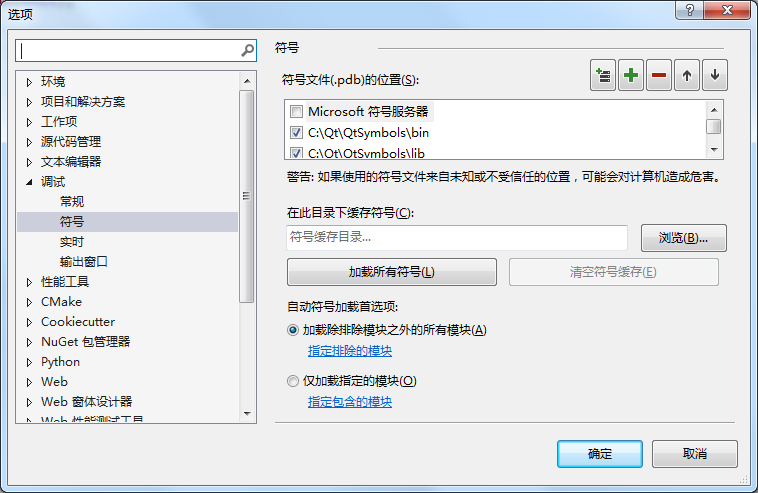 选项
符号
符号文件(.pdb)的位置(S):
Microsoft 符号服务器
C:\Qt\QtSymbols\bin
C:\Qt\QtSymbols\lib
警告: 如果使用的符号文件来自未知或不受信任的位置，可能会对计算机造成危害。
在此目录下缓存符号(C):
符号缓存目录...
浏览(B)...
加载所有符号(L)
清空符号缓存(E)
自动符号加载首选项:
加载除排除模块之外的所有模块(A)
指定排除的模块
仅加载指定的模块(O)
指定包含的模块
环境
项目和解决方案
工作项
源代码管理
文本编辑器
调试
常规
符号
实时
输出窗口
性能工具
CMake
Cookiecutter
NuGet 包管理器
Python
Web
Web 窗体设计器
Web 性能测试工具
确定
取消